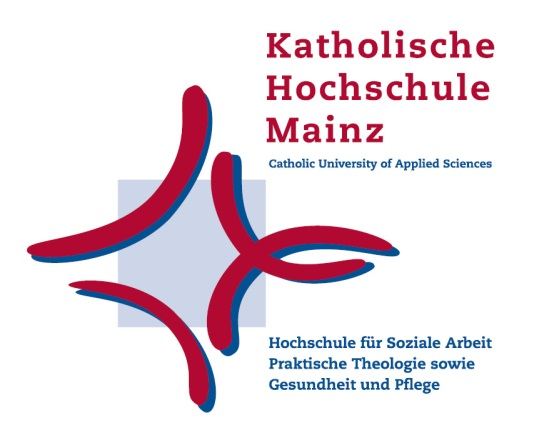 Katholische
Hochschule
Mainz
Catholic University of Applied Sciences
Hochschule für Soziale Arbeit
Praktische Theologie sowie
Gesundheit und Pflege